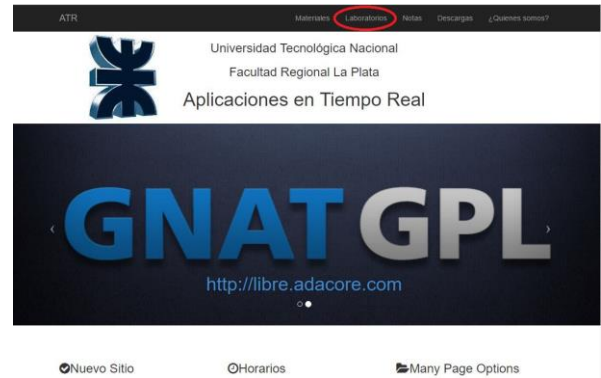 ATR Materiales Laboratorios Notas Descargas ¿Quienes somos?
Universidad Tecnológica Nacional
Facultad Regional La Plata
Aplicaciones en Tiempo Real
GNAT GPL
http://libre.adacore.com
Nuevo Sitio Horarios Many Page Options